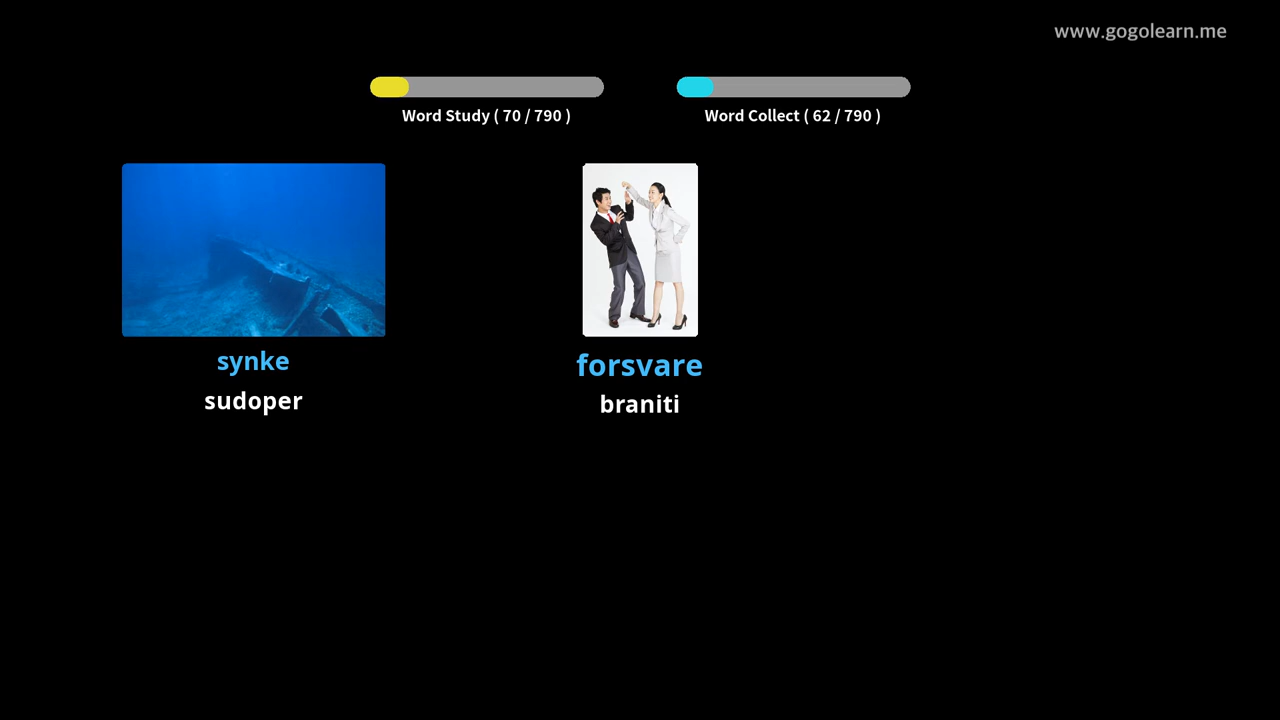 www.gogolearn.me
Word Study ( 70 / 790 )
Word Collect ( 62 / 790 )
synke
sudoper
forsvare
braniti